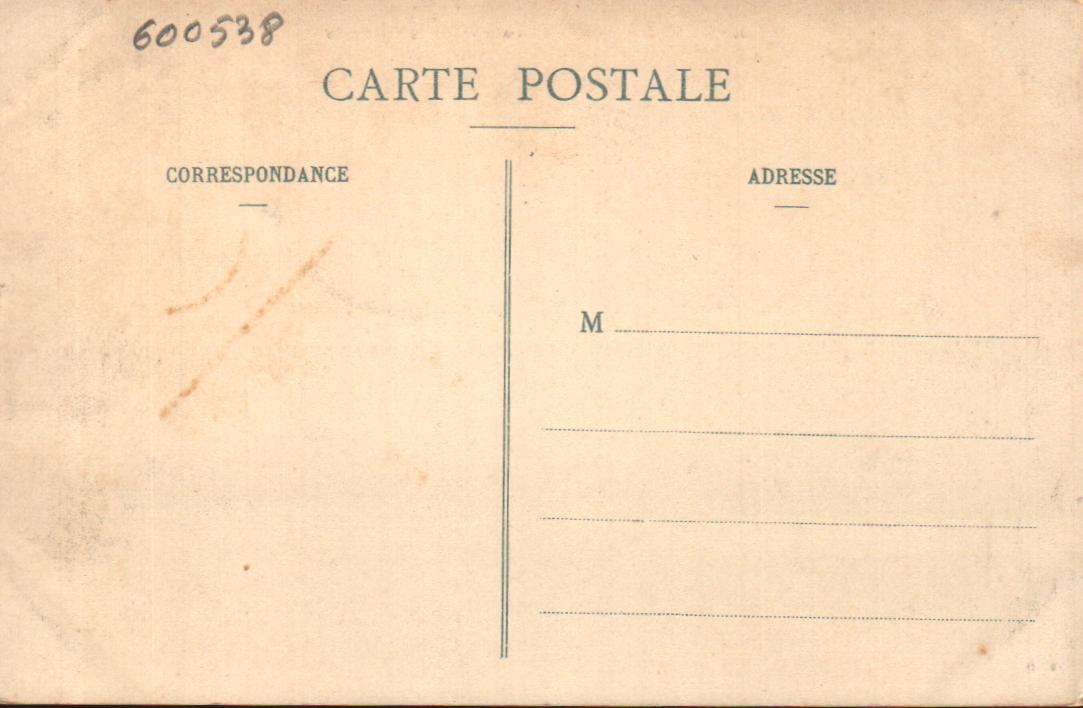 600538
CARTE POSTALE
CORRESPONDANCE
ADRESSE
M